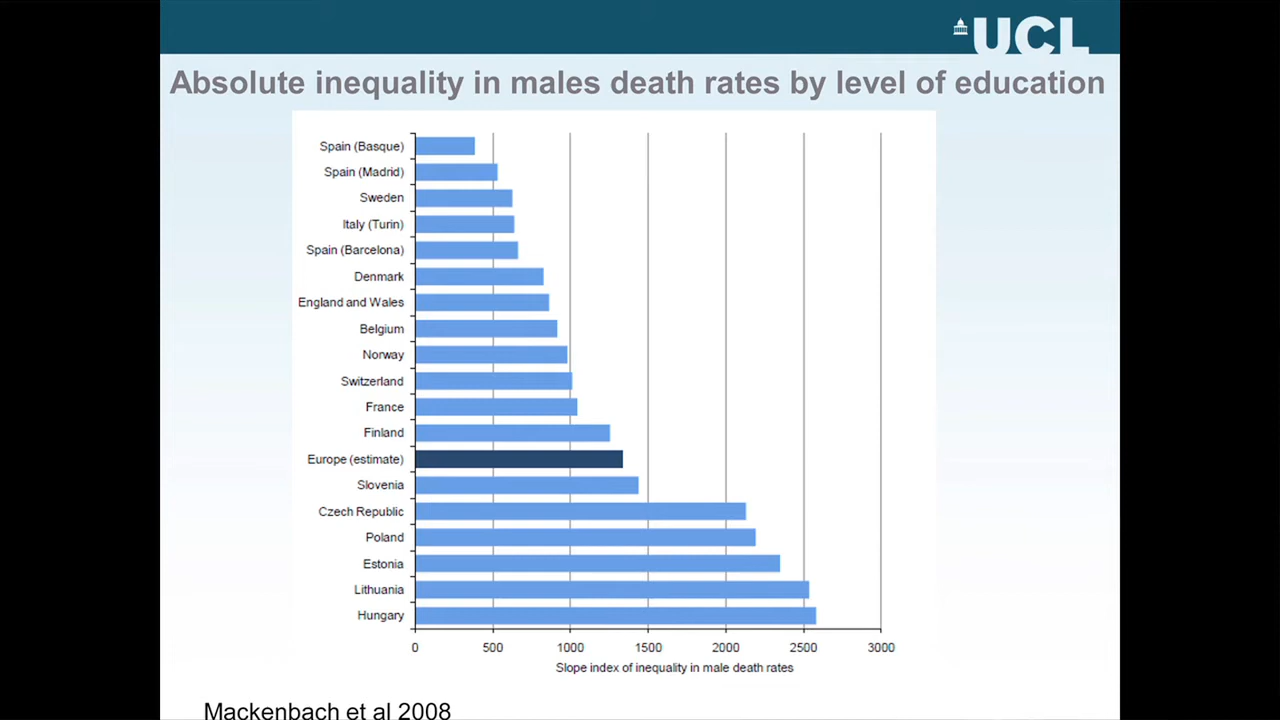 UCL
Absolute inequality in males death rates by level of education
Spain (Basque)
Spain (Madrid)
Sweden
Italy (Turin)
Spain (Barcelona)
Denmark
England and Wales
Belgium
Norway
Switzerland
France
Finland
Europe (estimate)
Slovenia
Czech Republic
Poland
Estonia
Lithuania
Hungary
0 500 1000 1500 2000 2500 3000
Slope index of inequality in male death rates
Mackenbach et al 2008